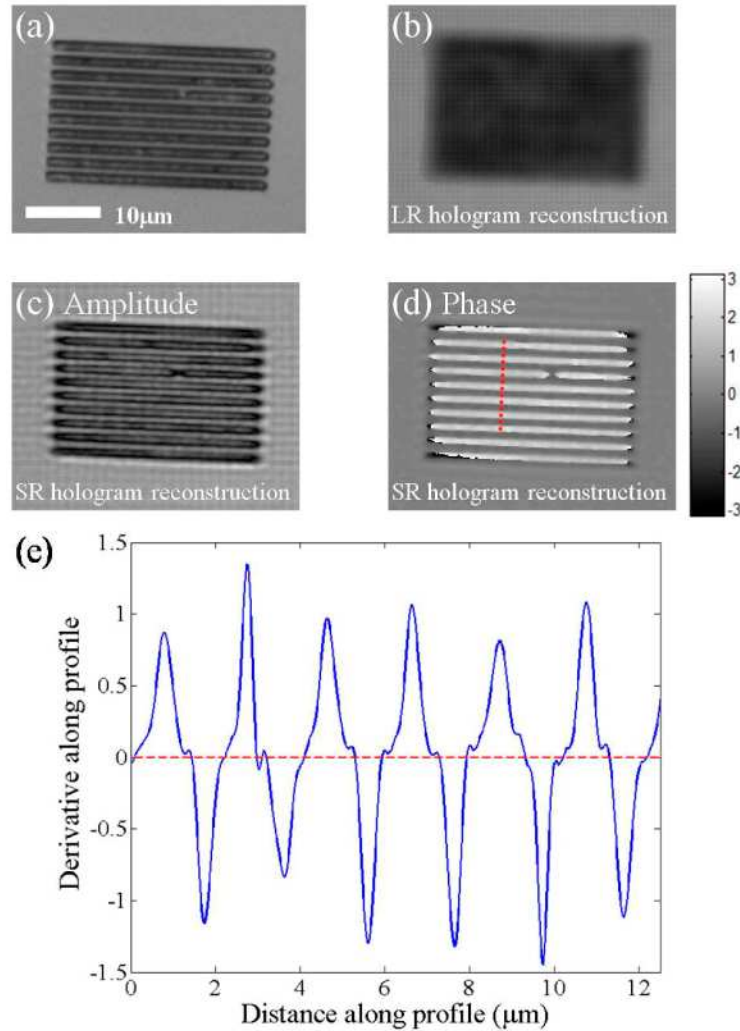 (a)
10μm
(b)
LR hologram reconstruction
(c) Amplitude
SR hologram reconstruction
(d) Phase
SR hologram reconstruction
3
2
1
0
-1
-2
-3
(e)
1.5
1
0.5
0
-0.5
-1
-1.5
Derivative along profile
0 2 4 6 8 10 12
Distance along profile (μm)